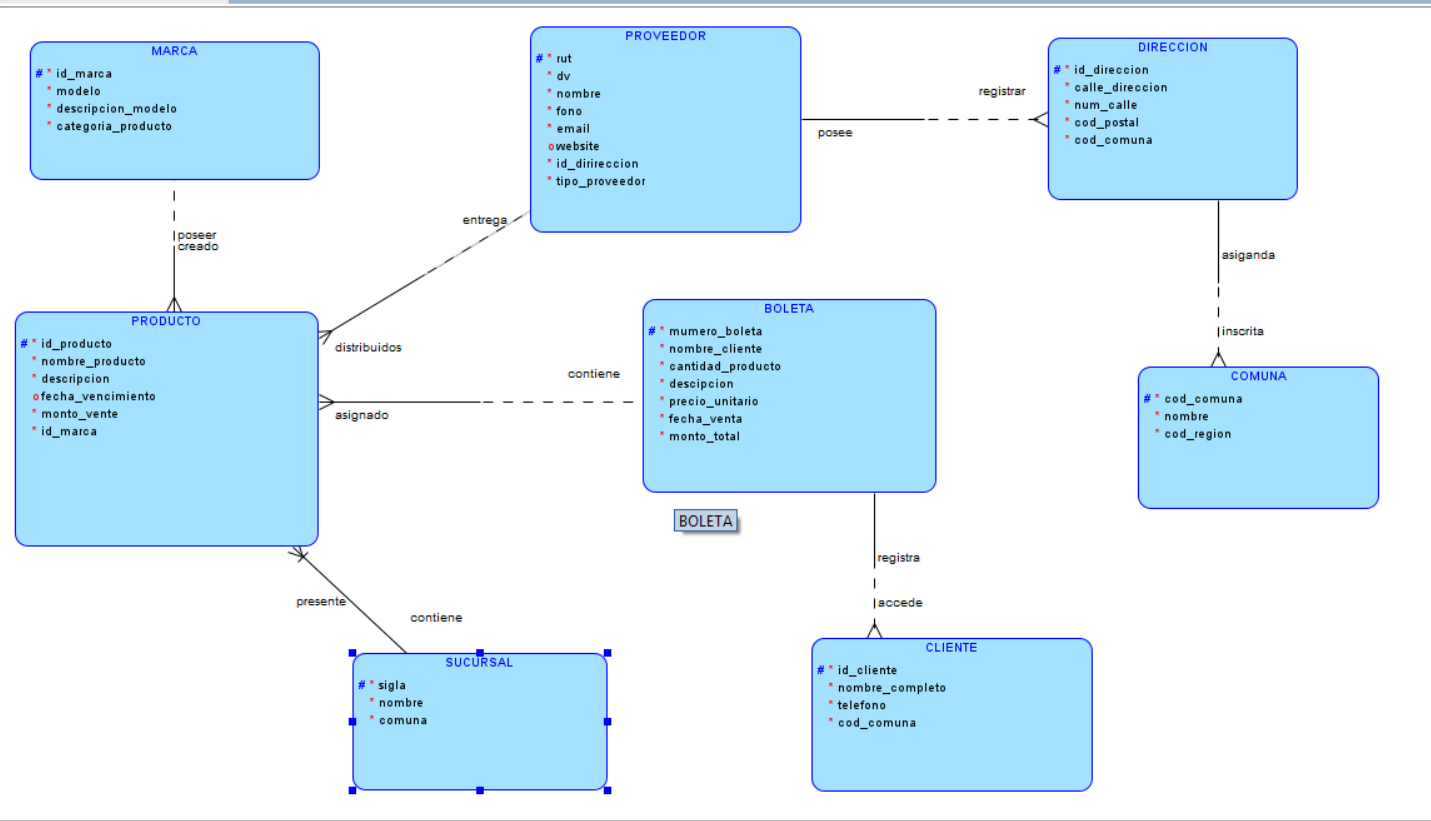 MARCA
# * id_marca
* modelo
* descripcion_modelo
* categoria_producto
PROVEEDOR
# * rut
* dv
* nombre
* fono
* email
o website
* id_dirireccion
* tipo_proveedor
DIRECCION
# * id_direccion
* calle_direccion
* num_calle
* cod_postal
* cod_comuna
registrar
posee
entrega
poseer
creado
asiganda
inscrita
distribuidos
contiene
asignado
PRODUCTO
# * id_producto
* nombre_producto
* descripcion
o fecha_vencimiento
* monto_vente
* id_marca
BOLETA
# * mumero_boleta
* nombre_cliente
* cantidad_producto
* descipcion
* precio_unitario
* fecha_venta
* monto_total
COMUNA
# * cod_comuna
* nombre
* cod_region
BOLETA
registra
accede
presente
contiene
SUCURSAL
# * sigla
* nombre
* comuna
CLIENTE
# * id_cliente
* nombre_completo
* telefono
* cod_comuna